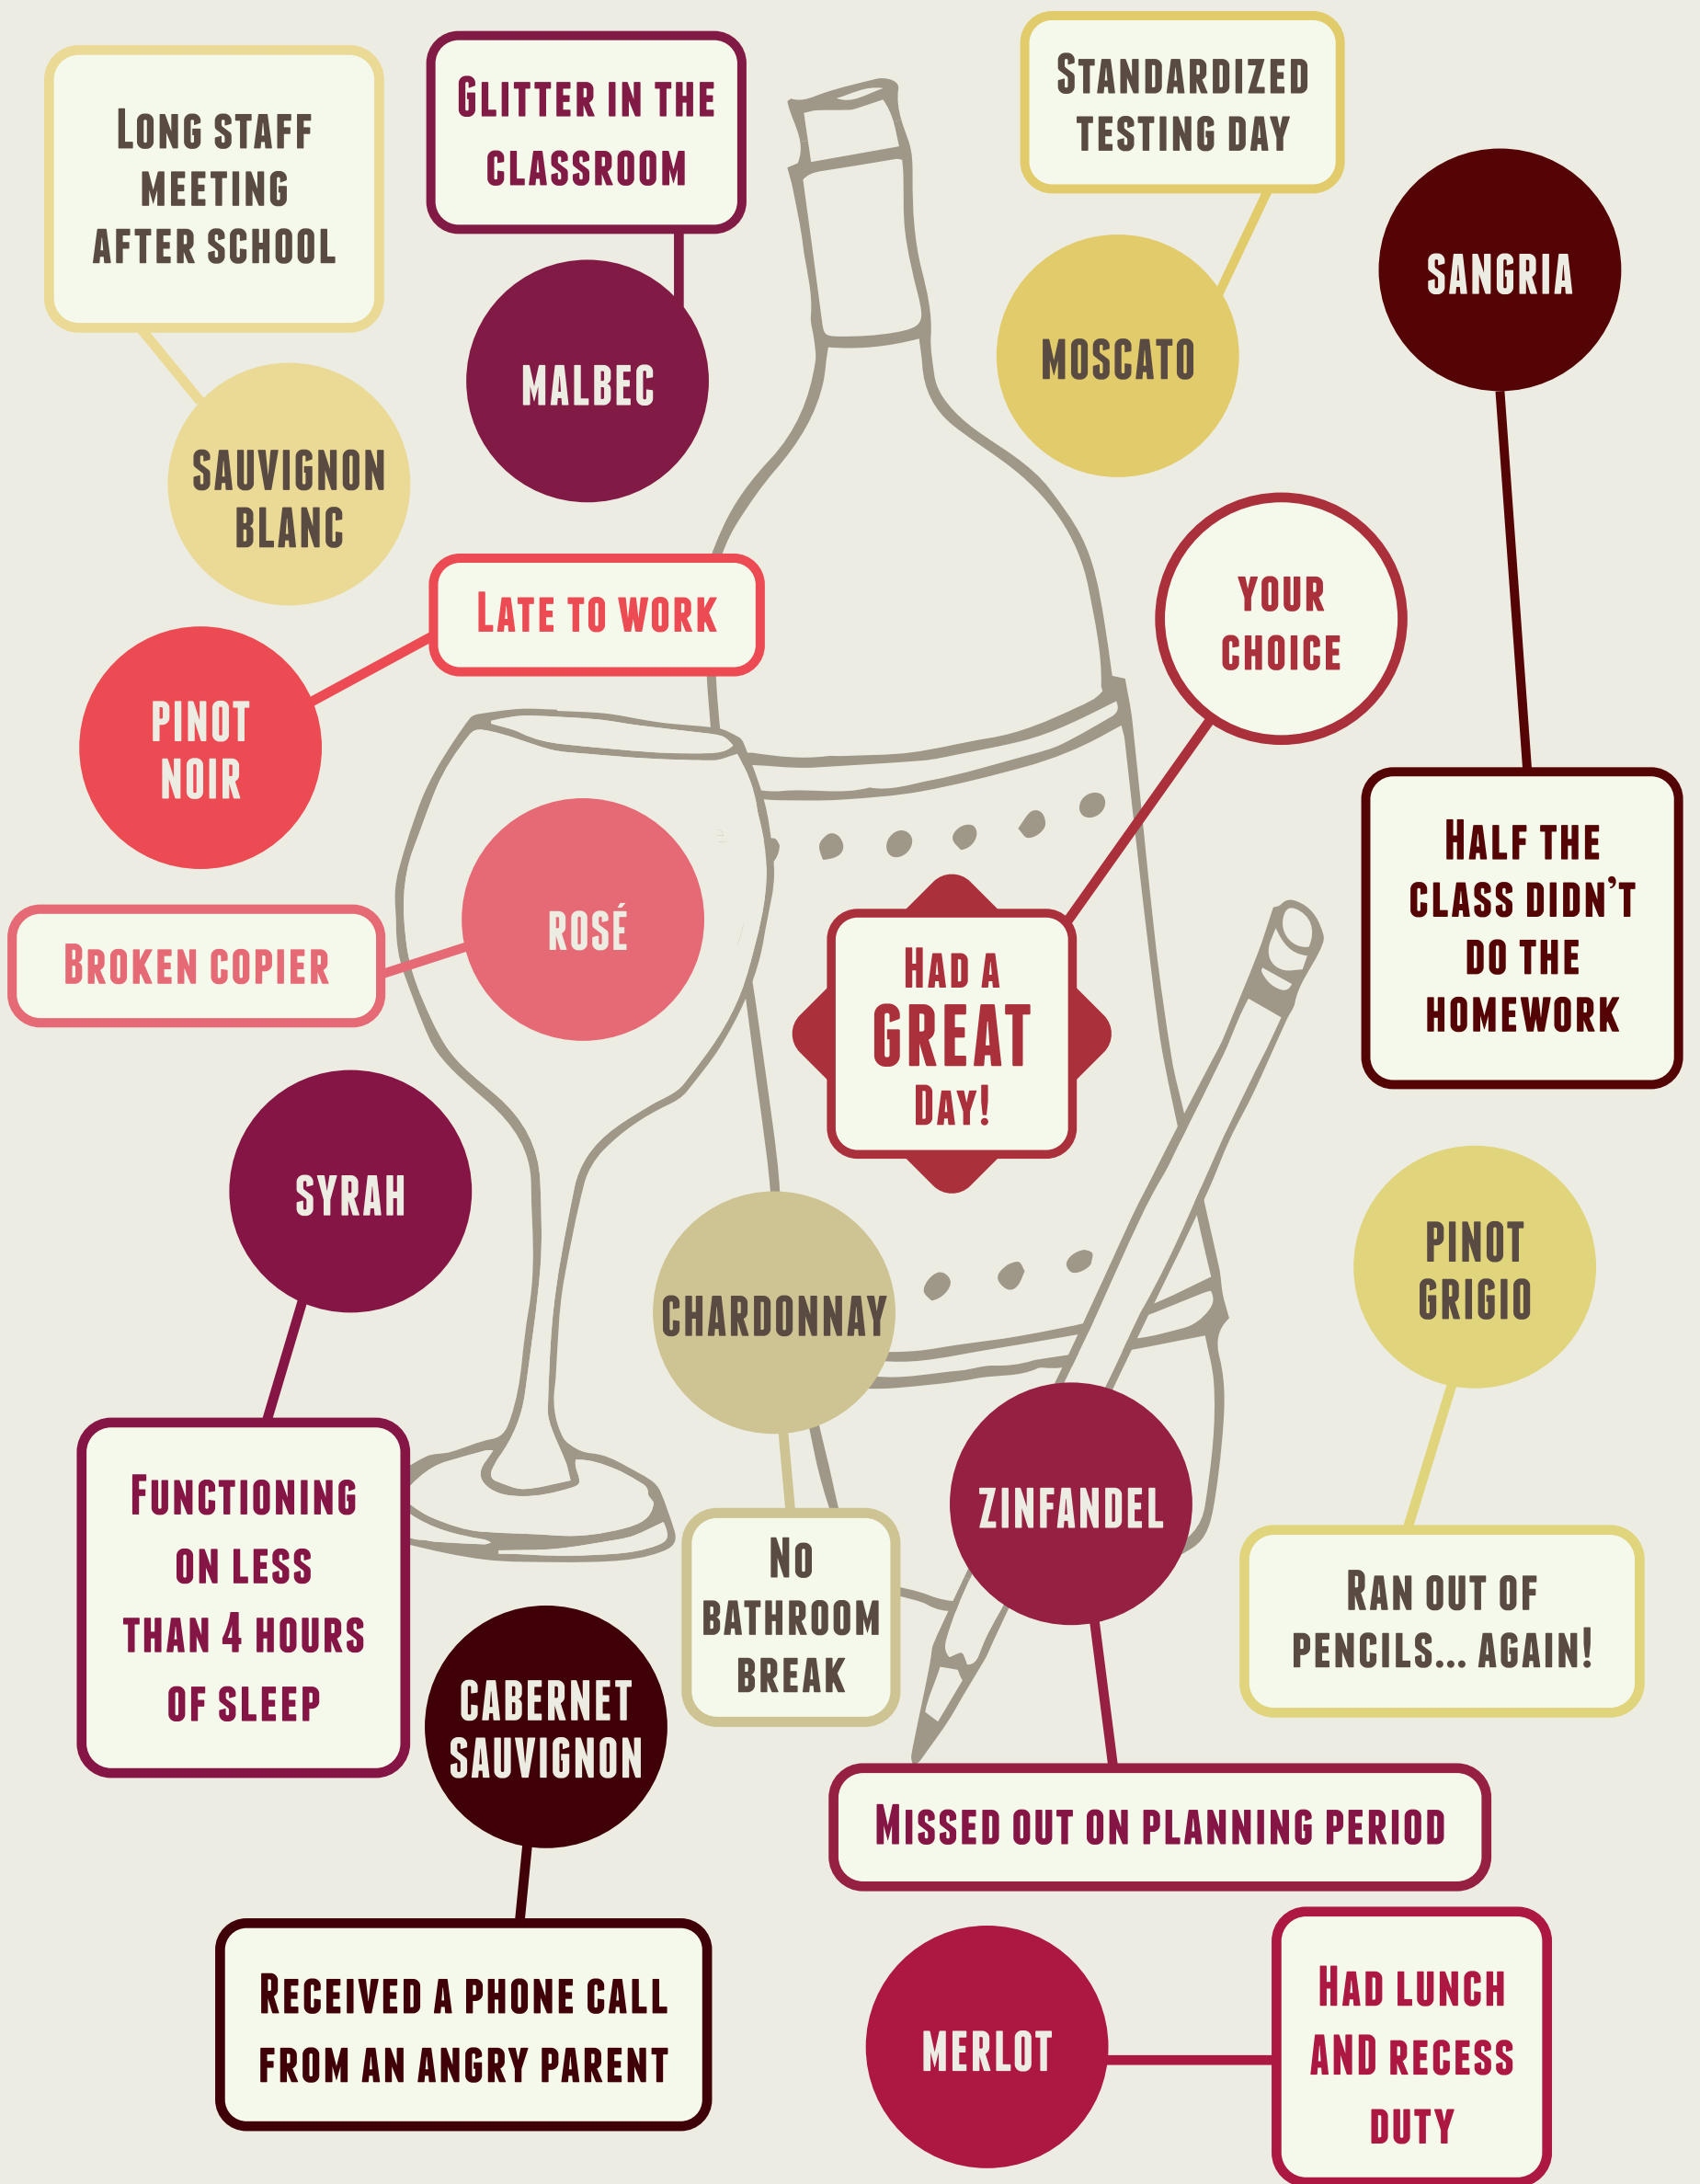 Long staff
meeting
after school
Sauvignon
Blanc
Glitter in the
classroom
Malbec
Standardized
testing day
Moscato
Sangria
Half the
class didn't
do the
homework
Late to work
Pinot
Noir
Your
choice
Had a
GREAT
Day!
Rosé
Broken copier
Syrah
Functioning
on less
than 4 hours
of sleep
Chardonnay
No
bathroom
break
Pinot
Grigio
Ran out of
pencils... again!
Zinfandel
Missed out on planning period
Cabernet
Sauvignon
Received a phone call
from an angry parent
Merlot
Had lunch
AND recess
duty